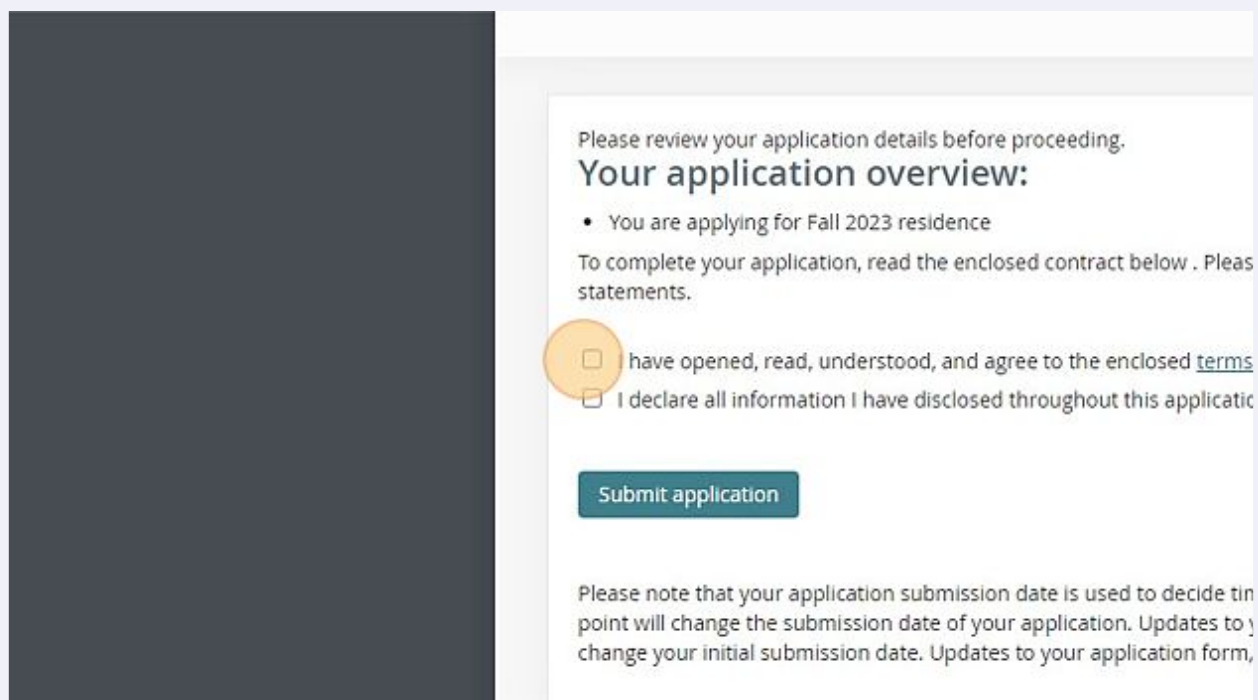 Please review your application details before proceeding.
Your application overview:
• You are applying for Fall 2023 residence
To complete your application, read the enclosed contract below . Pleas
statements.
I have opened, read, understood, and agree to the enclosed terms
I declare all information I have disclosed throughout this applicatio
Submit application
Please note that your application submission date is used to decide
point will change the submission date of your application. Updates to
change your initial submission date. Updates to your application form,